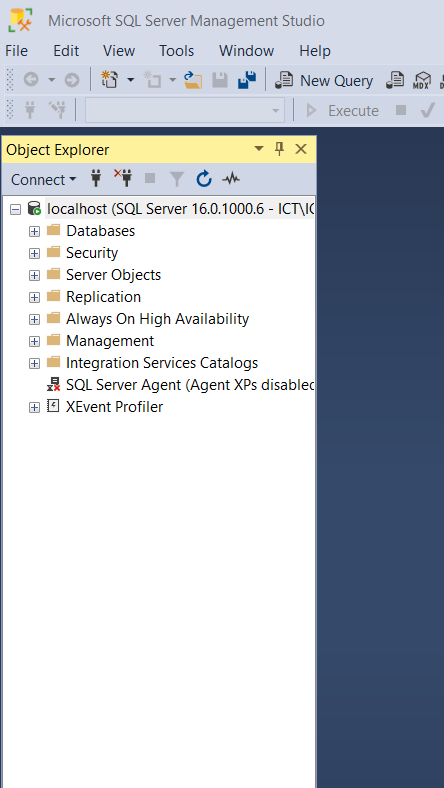 Microsoft SQL Server Management Studio
File Edit View Tools Window Help
New Query MDX
Execute
Object Explorer
Connect
localhost (SQL Server 16.0.1000.6 - ICT\IC
Databases
Security
Server Objects
Replication
Always On High Availability
Management
Integration Services Catalogs
SQL Server Agent (Agent XPs disabled
XEvent Profiler